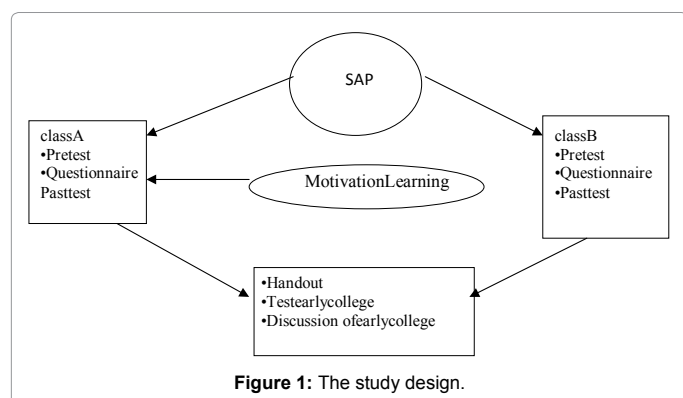 SAP
classA
•Pretest
•Questionnaire
Pasttest
MotivationLearning
classB
•Pretest
•Questionnaire
•Pasttest
•Handout
•Testearlycollege
•Discussion ofearlycollege
Figure 1: The study design.